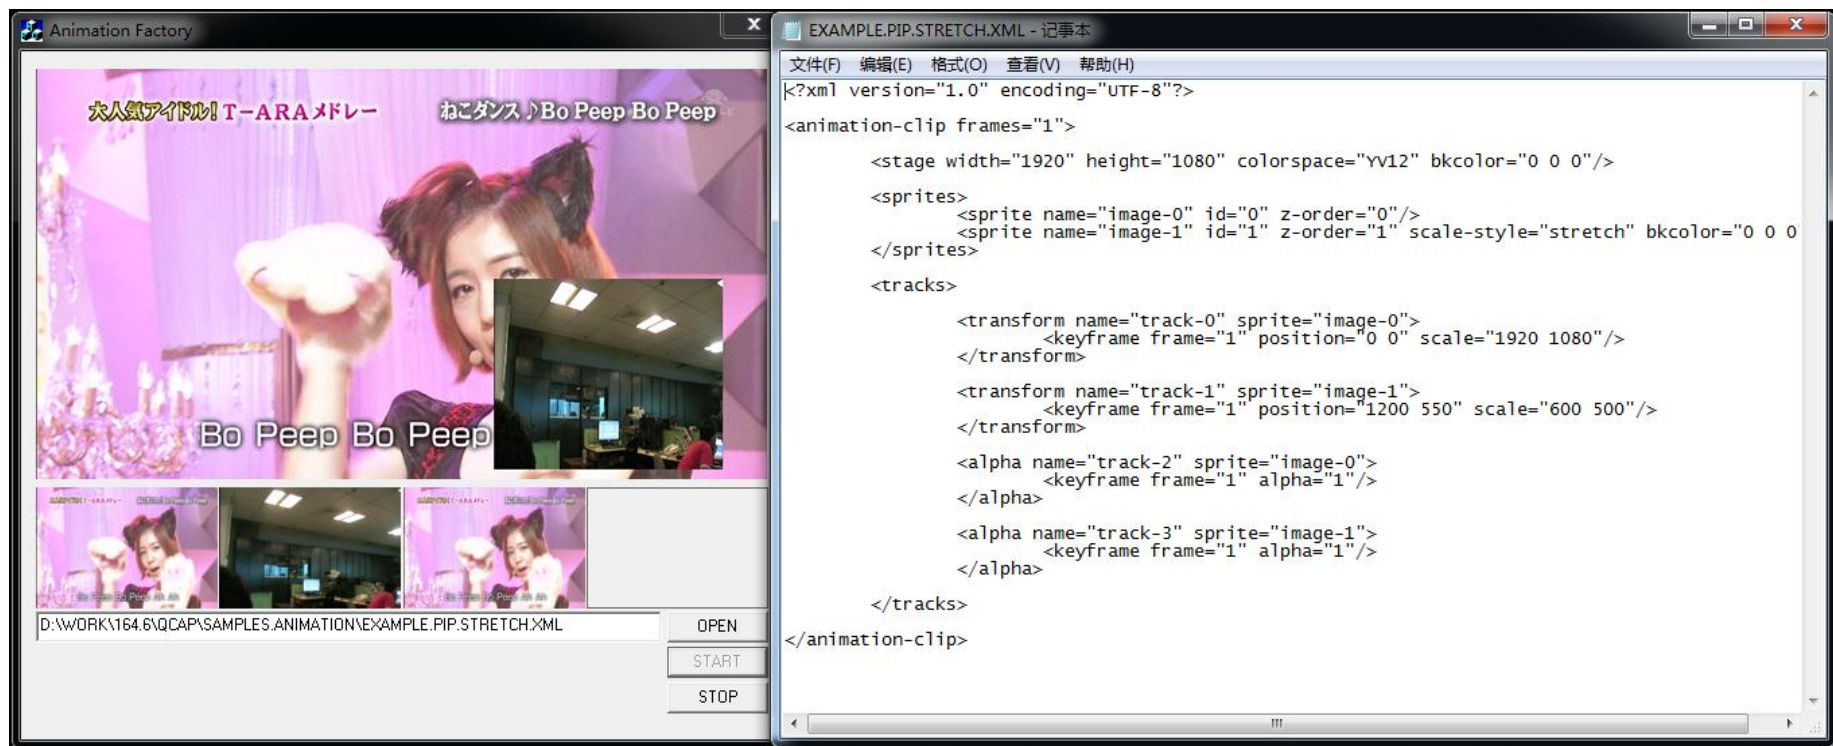 Animation Factory
大人気アイドル! T-ARAメドレー
ねこダンス♪Bo Peep Bo Peep
Bo Peep Bo Peep
D:\WORK\164.6\QCAP\SAMPLES.ANIMATION\EXAMPLE.PIP.STRETCH.XML
OPEN
START
STOP
EXAMPLE.PIP.STRETCH.XML - 记事本
文件(F) 编辑(E) 格式(O) 查看(V) 帮助(H)
<?xml version="1.0" encoding="UTF-8"?>
<animation-clip frames="1">
<stage width="1920" height="1080" colorspace="YV12" bkcolor="0 0 0"/>
<sprites>
<sprite name="image-0" id="0" z-order="0"/>
<sprite name="image-1" id="1" z-order="1" scale-style="stretch" bkcolor="0 0 0
</sprites>
<tracks>
<transform name="track-0" sprite="image-0">
<keyframe frame="1" position="0 0" scale="1920 1080"/>
</transform>
<transform name="track-1" sprite="image-1">
<keyframe frame="1" position="1200 550" scale="600 500"/>
</transform>
<alpha name="track-2" sprite="image-0">
<keyframe frame="1" alpha="1"/>
</alpha>
<alpha name="track-3" sprite="image-1">
<keyframe frame="1" alpha="1"/>
</alpha>
</tracks>
</animation-clip>